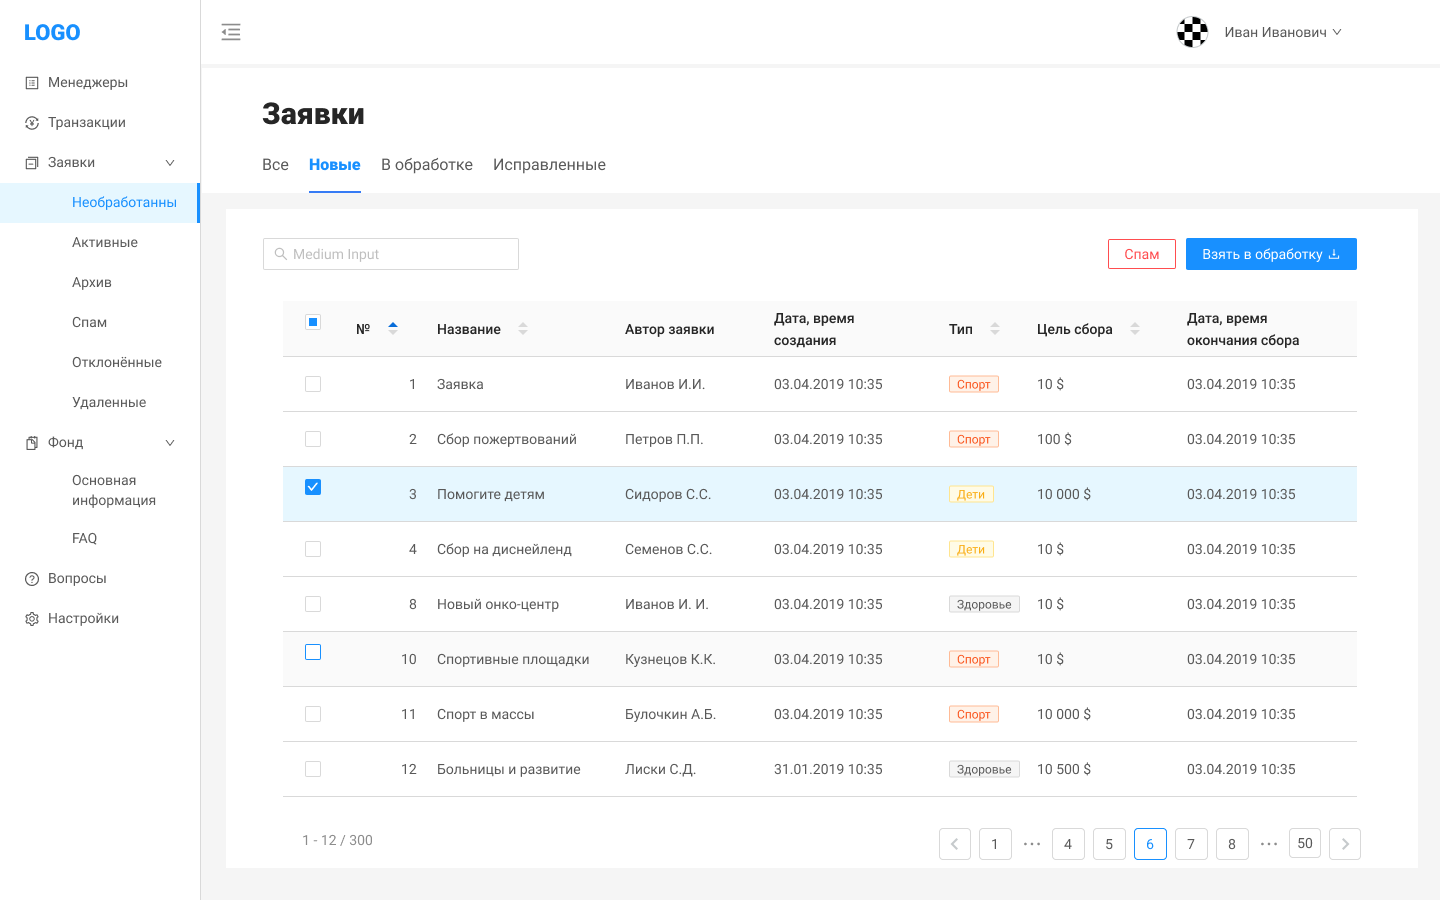 LOGO
Менеджеры
Транзакции
Заявки
Необработанны
Активные
Архив
Спам
Отклонённые
Удаленные
Фонд
Основная
информация
FAQ
Вопросы
Настройки
Иван Иванович
Заявки
Все Новые В обработке Исправленные
Medium Input
Спам Взять в обработку
№ Название Автор заявки Дата, время создания Тип Цель сбора Дата, время окончания сбора
1 Заявка Иванов И.И. 03.04.2019 10:35 Спорт 10 $ 03.04.2019 10:35
2 Сбор пожертвований Петров П.П. 03.04.2019 10:35 Спорт 100 $ 03.04.2019 10:35
3 Помогите детям Сидоров С.С. 03.04.2019 10:35 Дети 10 000 $ 03.04.2019 10:35
4 Сбор на диснейленд Семенов С.С. 03.04.2019 10:35 Дети 10 $ 03.04.2019 10:35
8 Новый онко-центр Иванов И. И. 03.04.2019 10:35 Здоровье 10 $ 03.04.2019 10:35
10 Спортивные площадки Кузнецов К.К. 03.04.2019 10:35 Спорт 10 $ 03.04.2019 10:35
11 Спорт в массы Булочкин А.Б. 03.04.2019 10:35 Спорт 10 000 $ 03.04.2019 10:35
12 Больницы и развитие Лиски С.Д. 31.01.2019 10:35 Здоровье 10 500 $ 03.04.2019 10:35
1 - 12 / 300
1 ••• 4 5 6 7 8 ••• 50